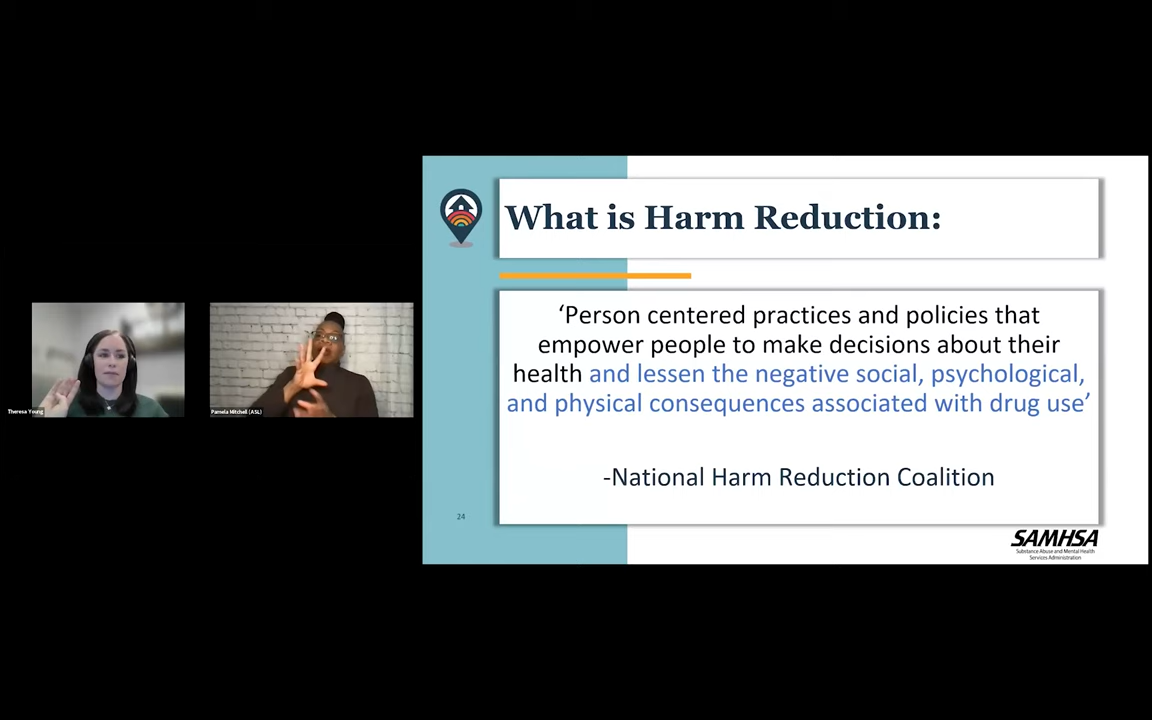 What is Harm Reduction:
‘Person centered practices and policies that
empower people to make decisions about their
health and lessen the negative social, psychological,
and physical consequences associated with drug use’
-National Harm Reduction Coalition
24
SAMHSA
Substance Abuse and Mental Health
Services Administration
Theresa Young
Pamela Mitchell (ASL)